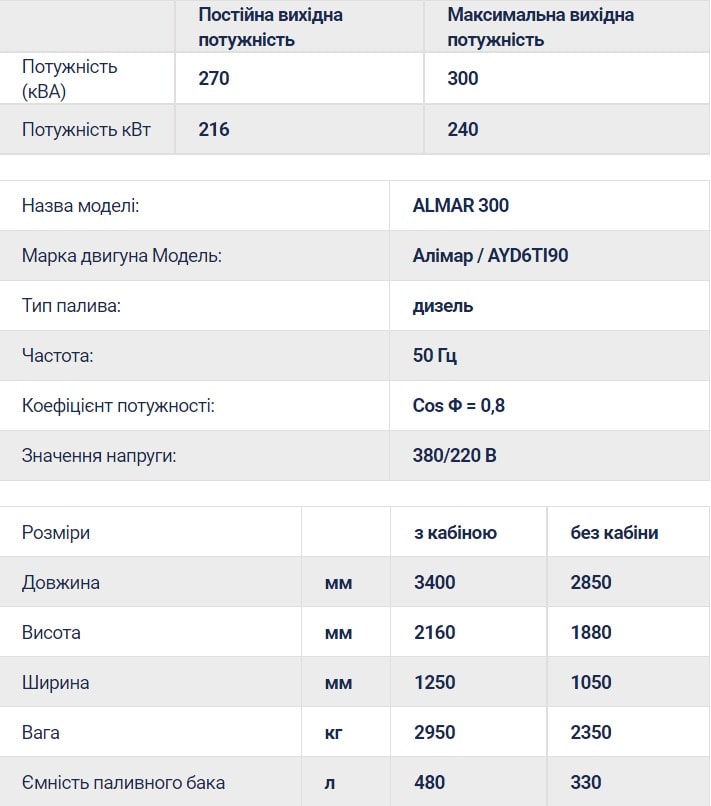 Постійна вихідна потужність Максимальна вихідна потужність
Потужність (кВА) 270 300
Потужність кВт 216 240
Назва моделі: ALMAR 300
Марка двигуна Модель: Алімар / AYD6TI90
Тип палива: дизель
Частота: 50 Гц
Коефіцієнт потужності: Cos Ф = 0,8
Значення напруги: 380/220 В
Розміри з кабіною без кабіни
Довжина мм 3400 2850
Висота мм 2160 1880
Ширина мм 1250 1050
Вага кг 2950 2350
Ємність паливного бака л 480 330